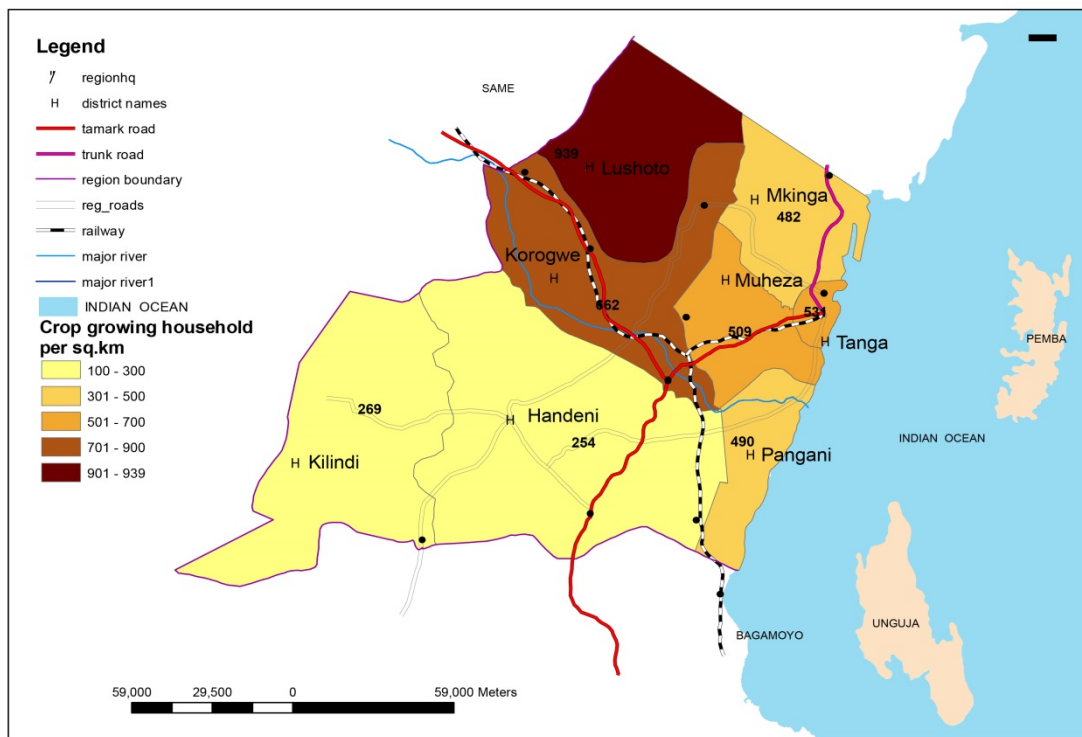 Legend
regionhq
H district names
tamark road
trunk road
region boundary
reg_roads
railway
major river
major river1
INDIAN OCEAN
Crop growing household
per sq.km
100 - 300
301 - 500
501 - 700
701 - 900
901 - 939
SAME
939
H Lushoto
H Mkinga
482
Korogwe
H
H Muheza
531
509
H Tanga
PEMBA
269
Handeni
H
254
490
H Pangani
INDIAN OCEAN
H Kilindi
UNGUJA
BAGAMOYO
59,000 29,500 0 59,000 Meters